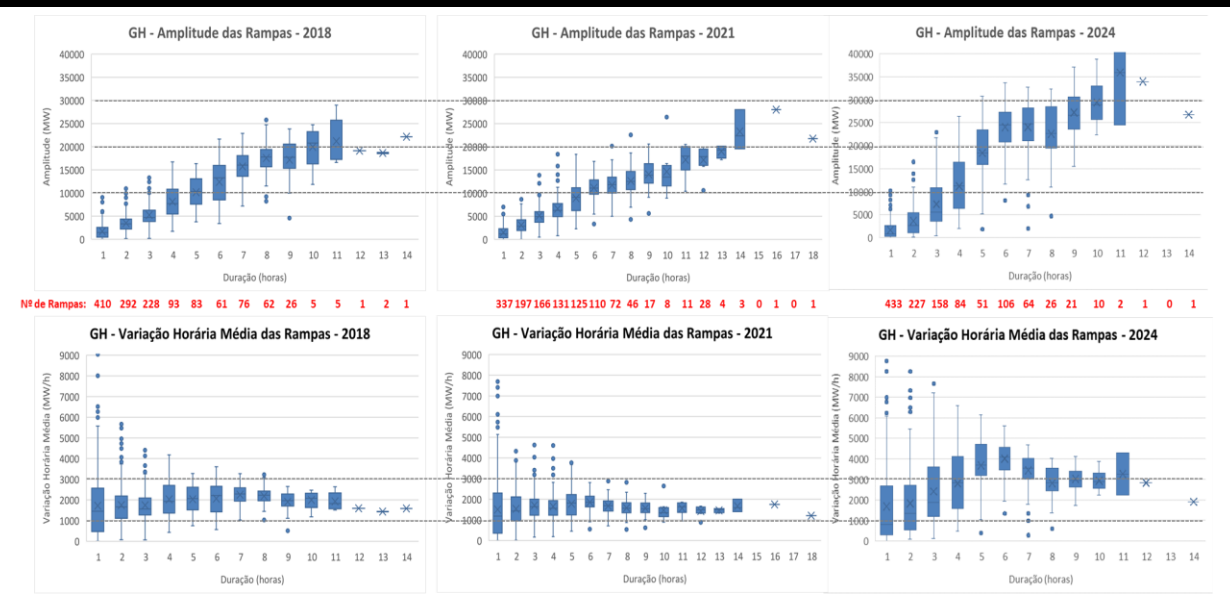 GH - Amplitude das Rampas - 2018
Amplitude (MW)
40000
35000
30000
25000
20000
15000
10000
5000
0
1 2 3 4 5 6 7 8 9 10 11 12 13 14
Duração (horas)
GH - Amplitude das Rampas - 2021
Amplitude (MW)
40000
35000
30000
25000
20000
15000
10000
5000
0
1 2 3 4 5 6 7 8 9 10 11 12 13 14 15 16 17 18
Duração (horas)
GH - Amplitude das Rampas - 2024
Amplitude (MW)
40000
35000
30000
25000
20000
15000
10000
5000
0
1 2 3 4 5 6 7 8 9 10 11 12 13 14
Duração (horas)
Nº de Rampas: 410 292 228 93 83 61 76 62 26 5 5 1 2 1
337 197 166 131 125 110 72 46 17 8 11 28 4 3 0 1 0 1
433 227 158 84 51 106 64 26 21 10 2 1 0 1
GH - Variação Horária Média das Rampas - 2018
Variação Horária Média (MW/h)
9000
8000
7000
6000
5000
4000
3000
2000
1000
0
1 2 3 4 5 6 7 8 9 10 11 12 13 14
Duração (horas)
GH - Variação Horária Média das Rampas - 2021
Variação Horária Média (MW/h)
9000
8000
7000
6000
5000
4000
3000
2000
1000
0
1 2 3 4 5 6 7 8 9 10 11 12 13 14 15 16 17 18
Duração (horas)
GH - Variação Horária Média das Rampas - 2024
Variação Horária Média (MW/h)
9000
8000
7000
6000
5000
4000
3000
2000
1000
0
1 2 3 4 5 6 7 8 9 10 11 12 13 14
Duração (horas)